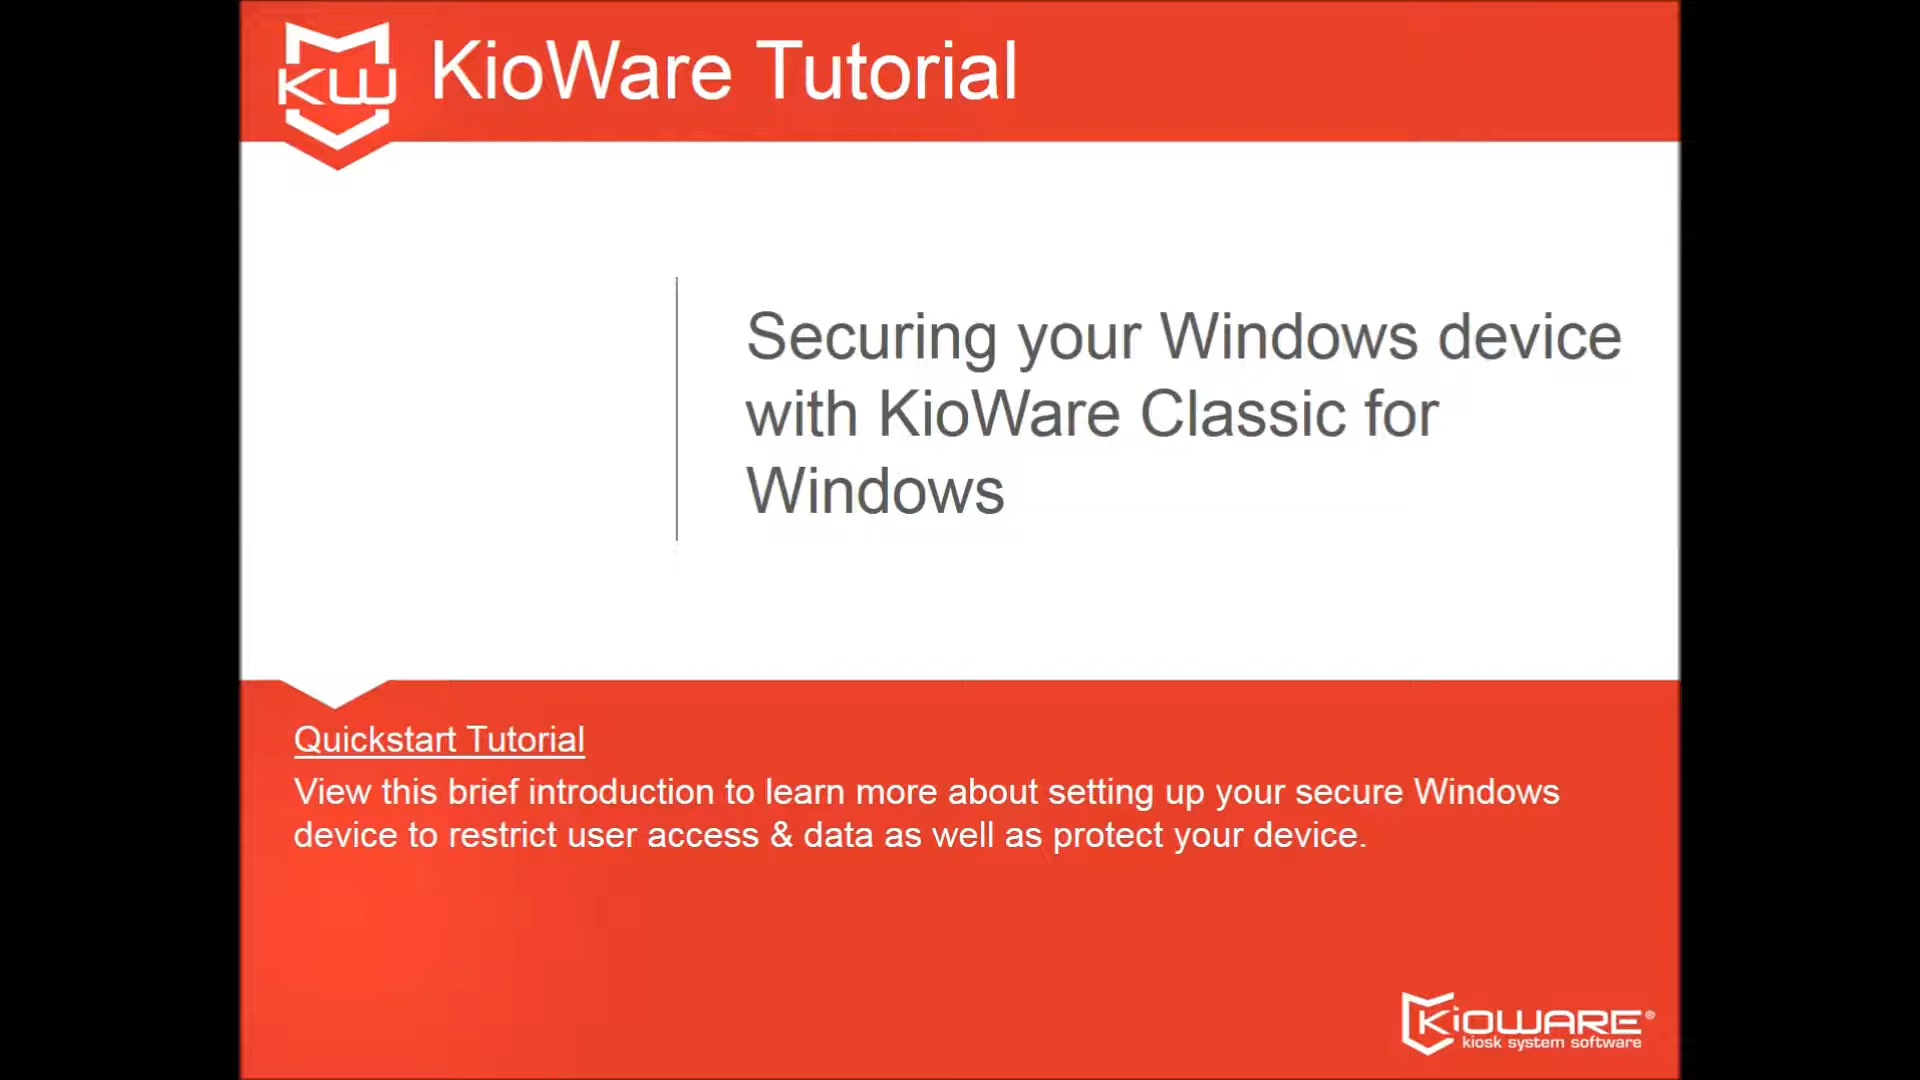 KW
KioWare Tutorial
Securing your Windows device
with KioWare Classic for
Windows
Quickstart Tutorial
View this brief introduction to learn more about setting up your secure Windows
device to restrict user access & data as well as protect your device.
KioWARE®
kiosk system software